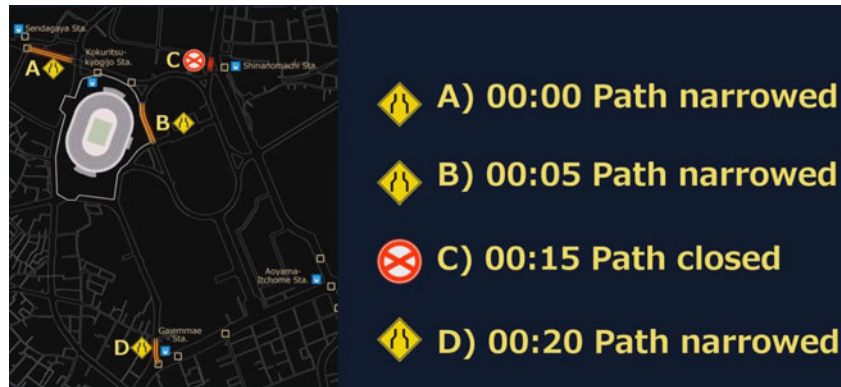 Sendagaya Sta.
Kokuritsu-
kyogijo Sta.
A
C
Shinanomachi Sta.
B
Aoyama-
Itchome Sta.
Gaiemmae
Sta.
D
A) 00:00 Path narrowed
B) 00:05 Path narrowed
C) 00:15 Path closed
D) 00:20 Path narrowed